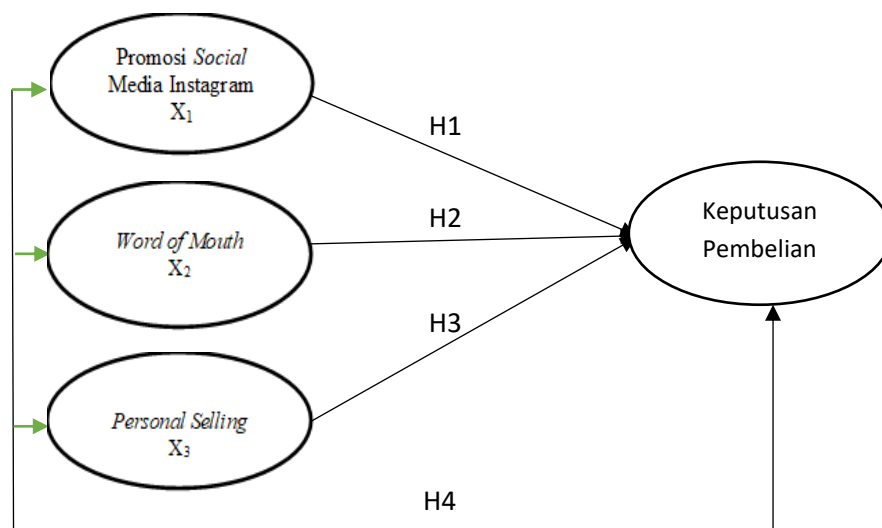 Promosi Social
Media Instagram
X₁
H1
Word of Mouth
X₂
H2
Keputusan
Pembelian
H3
Personal Selling
X₃
H4